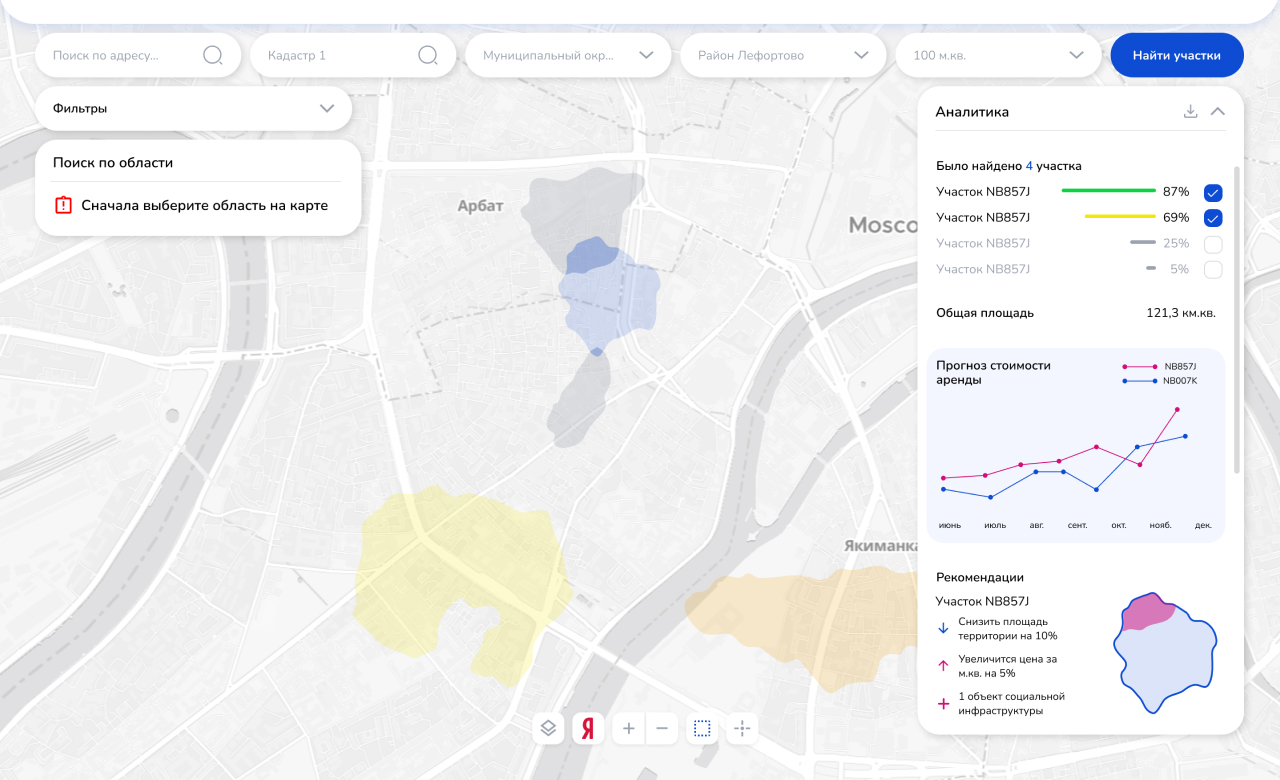 Поиск по адресу...
Кадастр 1
Муниципальный окр...
Район Лефортово
100 м.кв.
Найти участки
Фильтры
Поиск по области
Сначала выберите область на карте
Арбат
Mosco
Якиманка
Аналитика
Было найдено 4 участка
Участок NB857J 87%
Участок NB857J 69%
Участок NB857J 25%
Участок NB857J 5%
Общая площадь 121,3 км.кв.
Прогноз стоимости
аренды
NB857J
NB007K
июнь июль авг. сент. окт. нояб. дек.
Рекомендации
Участок NB857J
Снизить площадь
территории на 10%
Увеличится цена за
м.кв. на 5%
1 объект социальной
инфраструктуры
Я